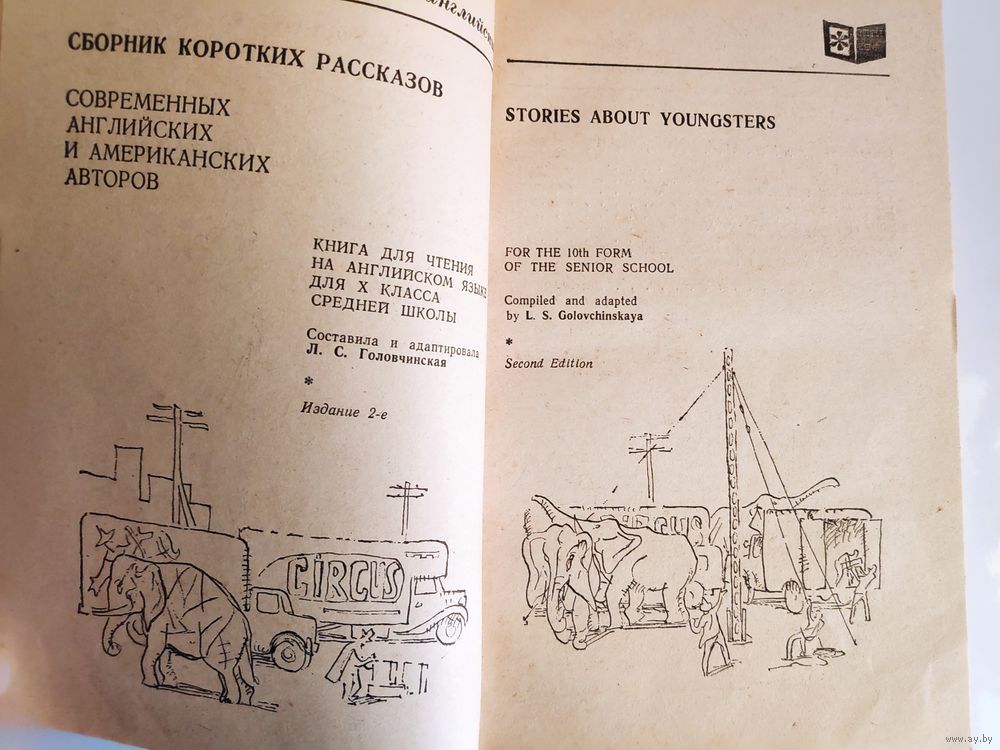 СБОРНИК КОРОТКИХ РАССКАЗОВ
СОВРЕМЕННЫХ
АНГЛИЙСКИХ
И АМЕРИКАНСКИХ
АВТОРОВ
КНИГА ДЛЯ ЧТЕНИЯ
НА АНГЛИЙСКОМ ЯЗЫКЕ
ДЛЯ X КЛАССА
СРЕДНЕЙ ШКОЛЫ
Составила и адаптировала
Л. С. Головчинская
*
Издание 2-е
CIRCUS
STORIES ABOUT YOUNGSTERS
FOR THE 10th FORM
OF THE SENIOR SCHOOL
Compiled and adapted
by L. S. Golovchinskaya
*
Second Edition
RCUS
www.ay.by